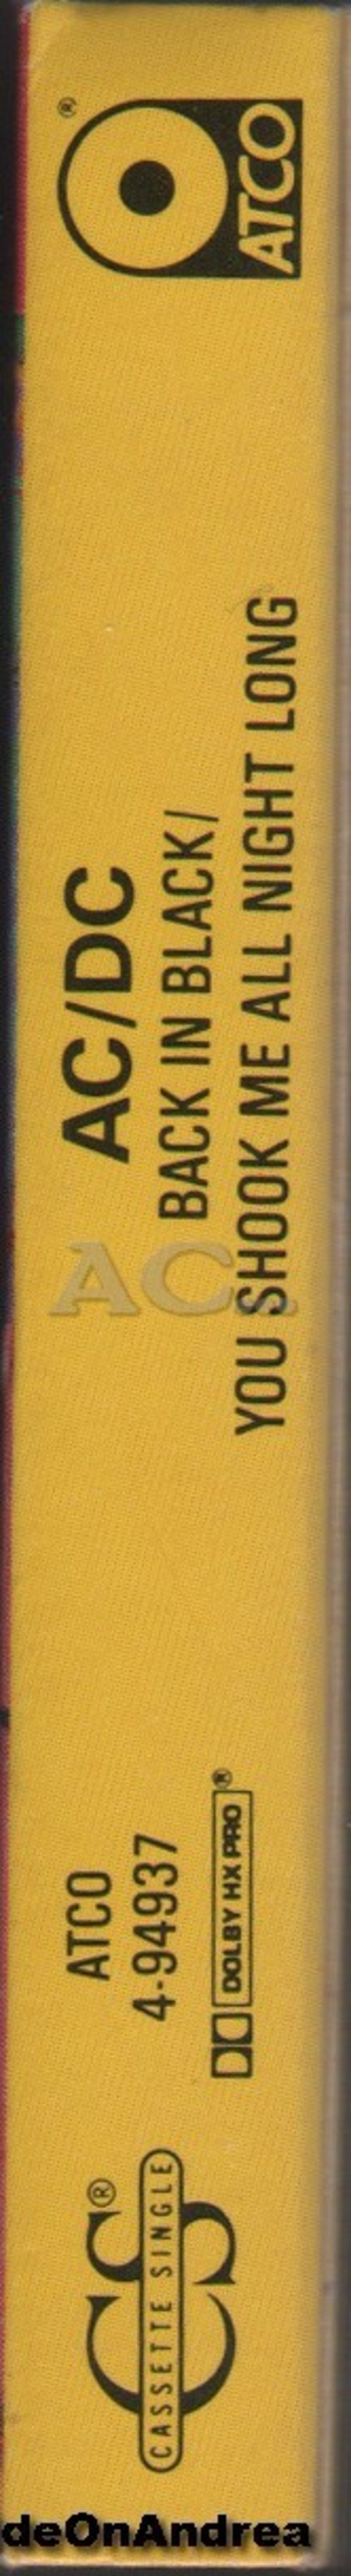 CS®
CASSETTE SINGLE
ATCO
4-94937
DOLBY HX PRO®
AC/DC
BACK IN BLACK/
YOU SHOOK ME ALL NIGHT LONG
ATCO®
deOnAndrea